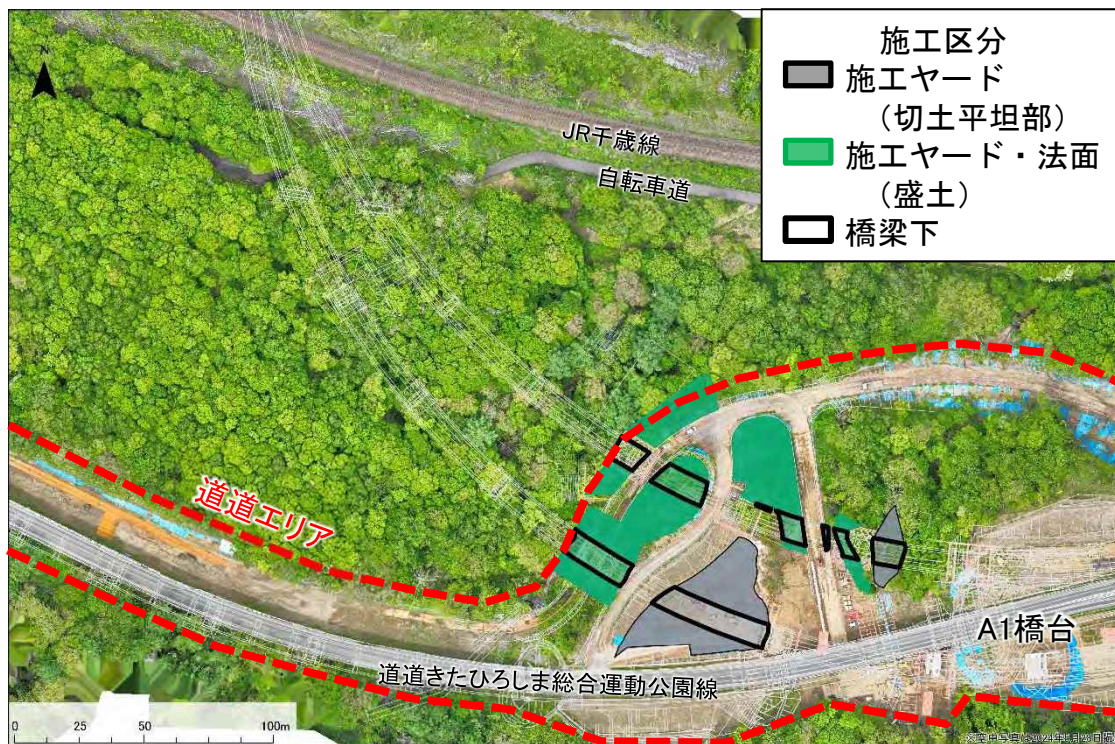 施工区分
施工ヤード
(切土平坦部)
施工ヤード・法面
(盛土)
橋梁下
N
JR千歳線
自転車道
道道エリア
A1橋台
道道きたひろしま総合運動公園線
0 25 50 100m